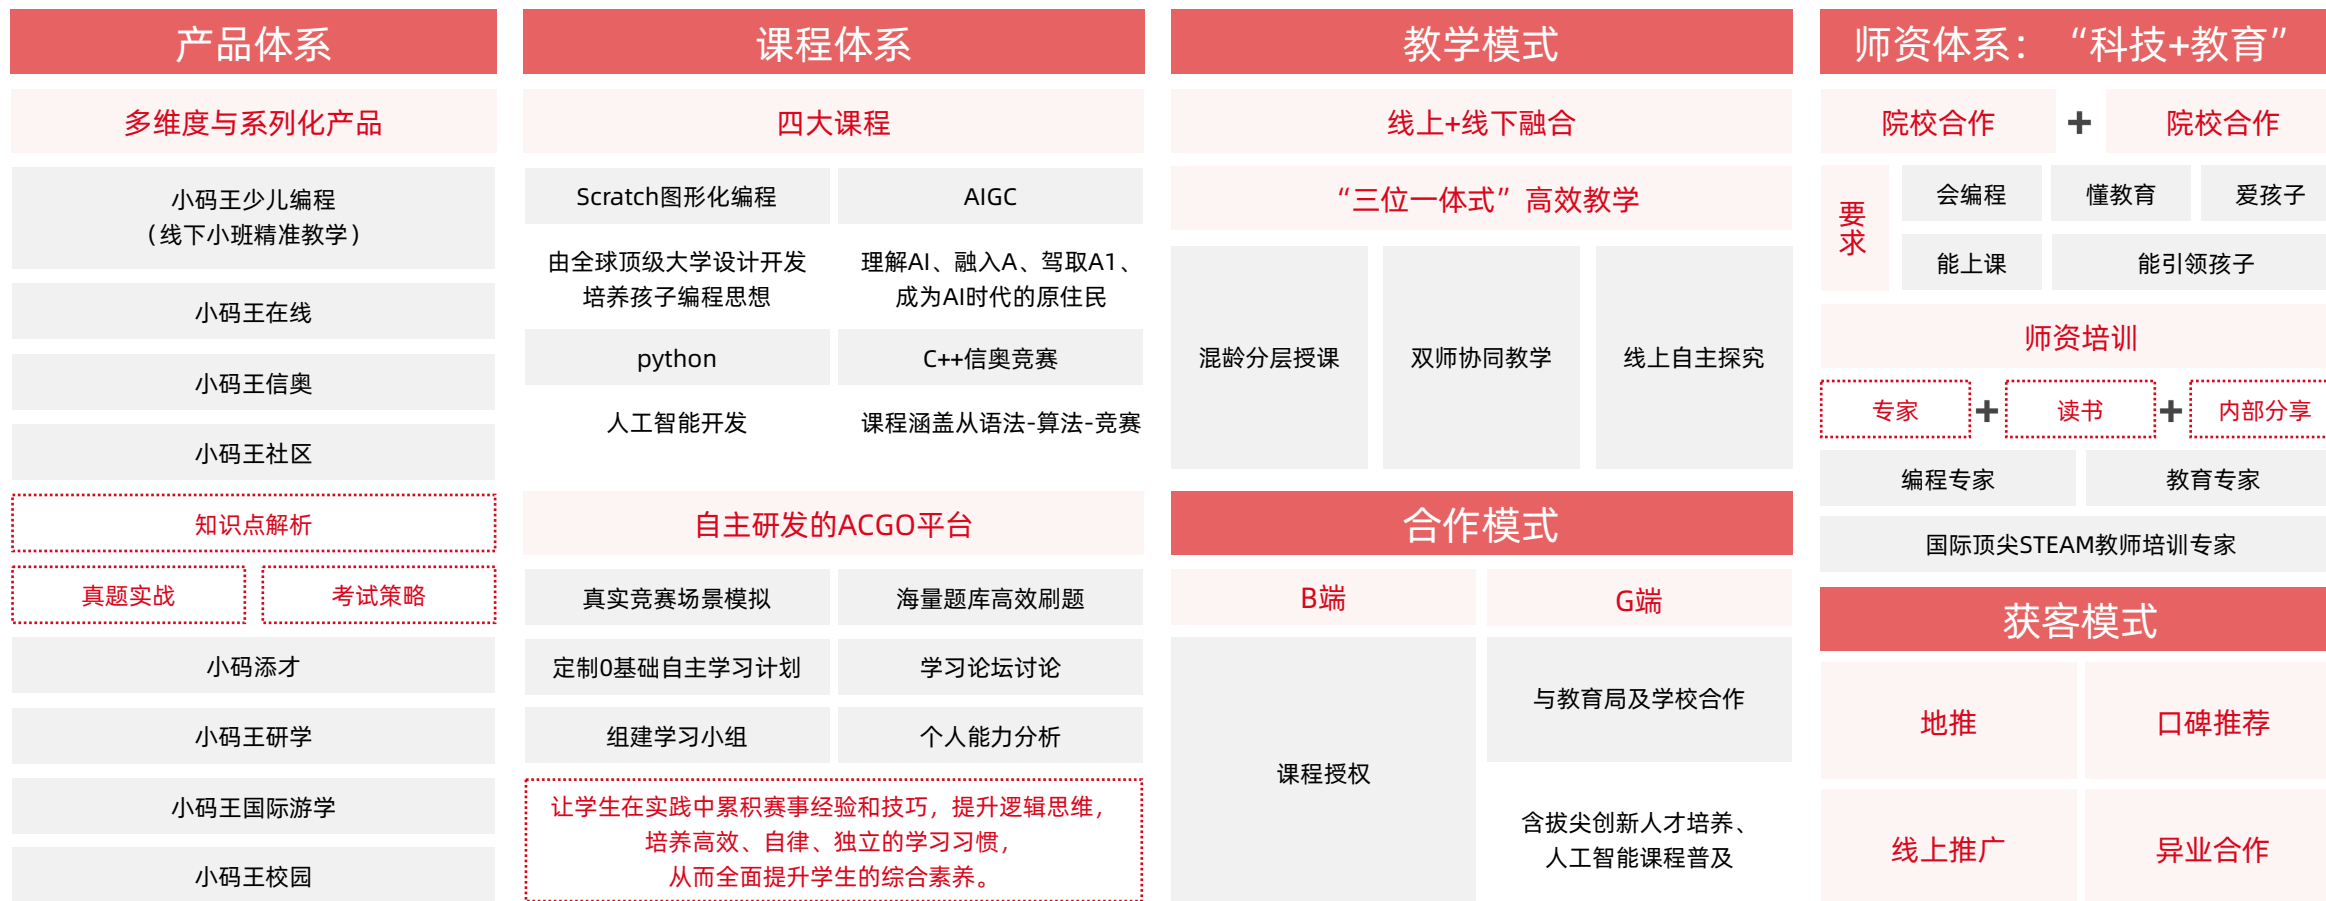 产品体系
多维度与系列化产品
小码王少儿编程
（线下小班精准教学）
小码王在线
小码王信奥
小码王社区
知识点解析
真题实战
考试策略
小码添才
小码王研学
小码王国际游学
小码王校园
课程体系
四大课程
Scratch图形化编程
AIGC
由全球顶级大学设计开发
培养孩子编程思想
理解AI、融入A、驾取A1、
成为AI时代的原住民
python
C++信奥竞赛
人工智能开发
课程涵盖从语法-算法-竞赛
自主研发的ACGO平台
真实竞赛场景模拟
海量题库高效刷题
定制0基础自主学习计划
学习论坛讨论
组建学习小组
个人能力分析
让学生在实践中累积赛事经验和技巧，提升逻辑思维，
培养高效、自律、独立的学习习惯，
从而全面提升学生的综合素养。
教学模式
线上+线下融合
“三位一体式”高效教学
混龄分层授课
双师协同教学
线上自主探究
合作模式
B端
G端
课程授权
与教育局及学校合作
含拔尖创新人才培养、
人工智能课程普及
师资体系：“科技+教育”
院校合作 + 院校合作
要求
会编程
懂教育
爱孩子
能上课
能引领孩子
师资培训
专家 + 读书 + 内部分享
编程专家
教育专家
国际顶尖STEAM教师培训专家
获客模式
地推
口碑推荐
线上推广
异业合作